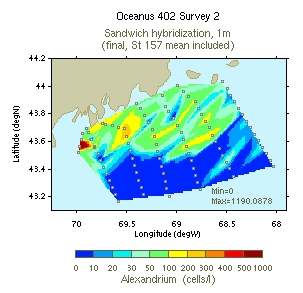 Oceanus 402 Survey 2
Sandwich hybridization, 1m
(final, St 157 mean included)
44.2
44
43.8
43.6
43.4
43.2
Latitude (degN)
Min=0
Max=1190.0878
70
69.5
69
68.5
68
Longitude (degW)
0 10 20 30 50 100 200 300 400 500 1000
Alexandrium (cells/l)